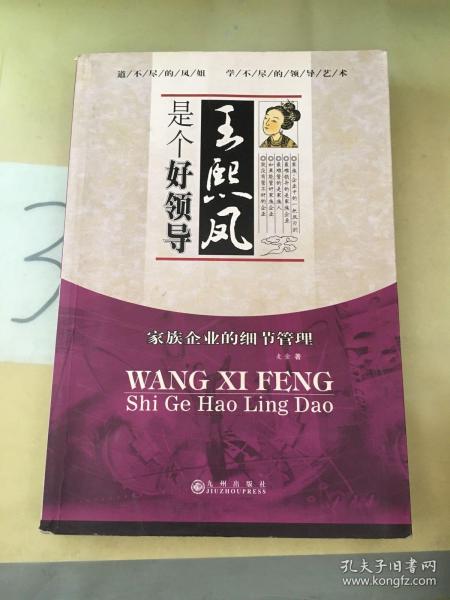 道/不/尽/的/凤/姐 学/不/尽/的/领/导/艺/术
王熙凤
是个好领导
家族企业的细节管理
著
WANG XI FENG
Shi Ge Hao Ling Dao
九州出版社
JIUZHOUPRESS
3
孔夫子旧书网
www.kongfz.com